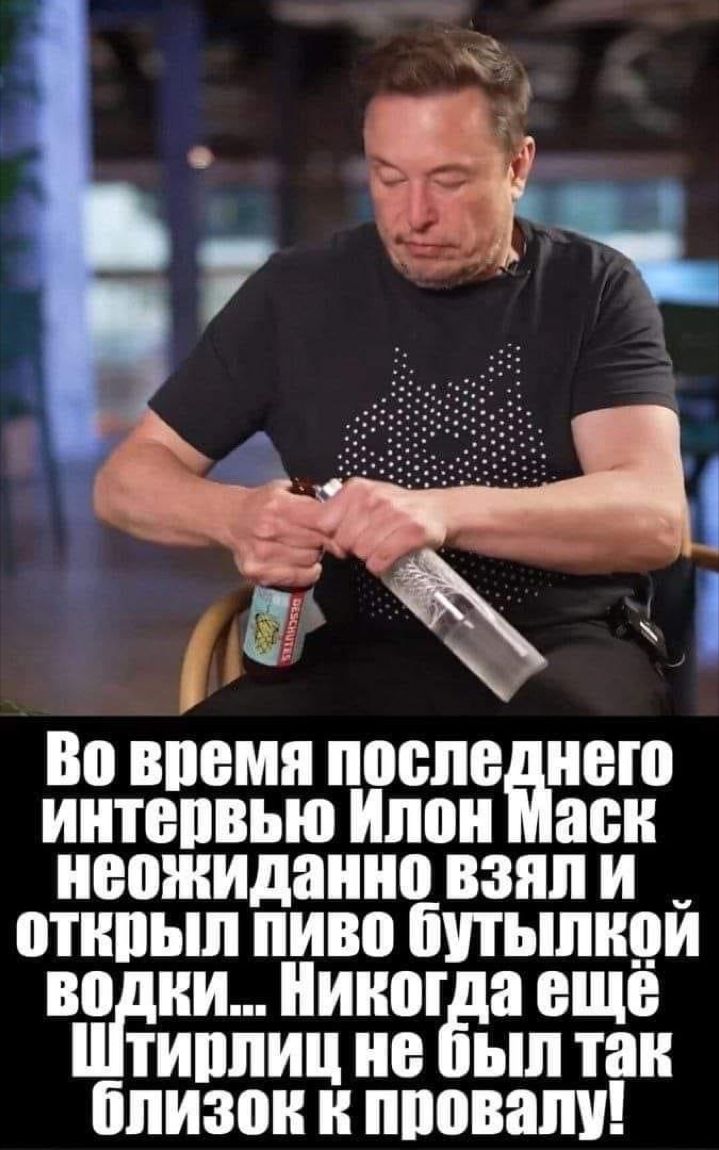 DESCHUTES
Во время последнего
интервью Илон Маск
неожиданно взял и
открыл пиво бутылкой
водки... Никогда ещё
Штирлиц не был так
близок к провалу!